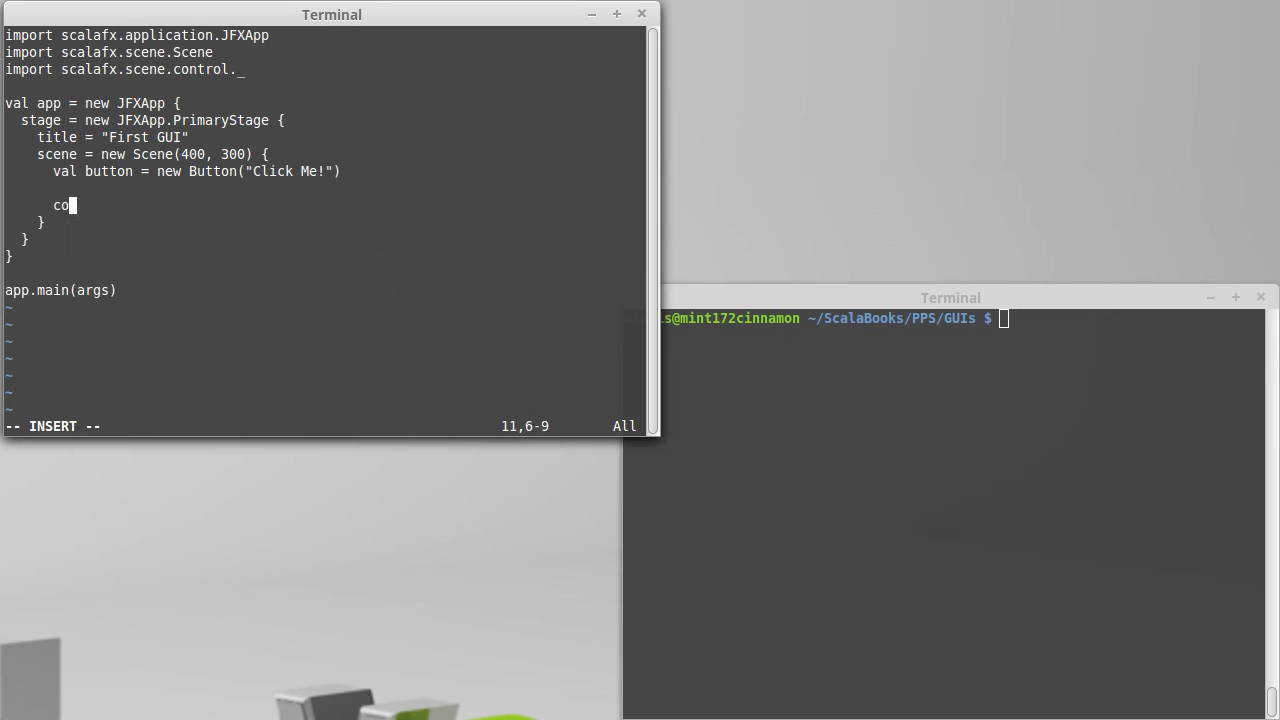 Terminal
import scalafx.application.JFXApp
import scalafx.scene.Scene
import scalafx.scene.control._
val app = new JFXApp {
  stage = new JFXApp.PrimaryStage {
    title = "First GUI"
    scene = new Scene(400, 300) {
      val button = new Button("Click Me!")
      co
    }
  }
}
app.main(args)
~
~
~
~
~
~
~
-- INSERT -- 11,6-9 All
Terminal
s@mint172cinnamon ~/ScalaBooks/PPS/GUIs $